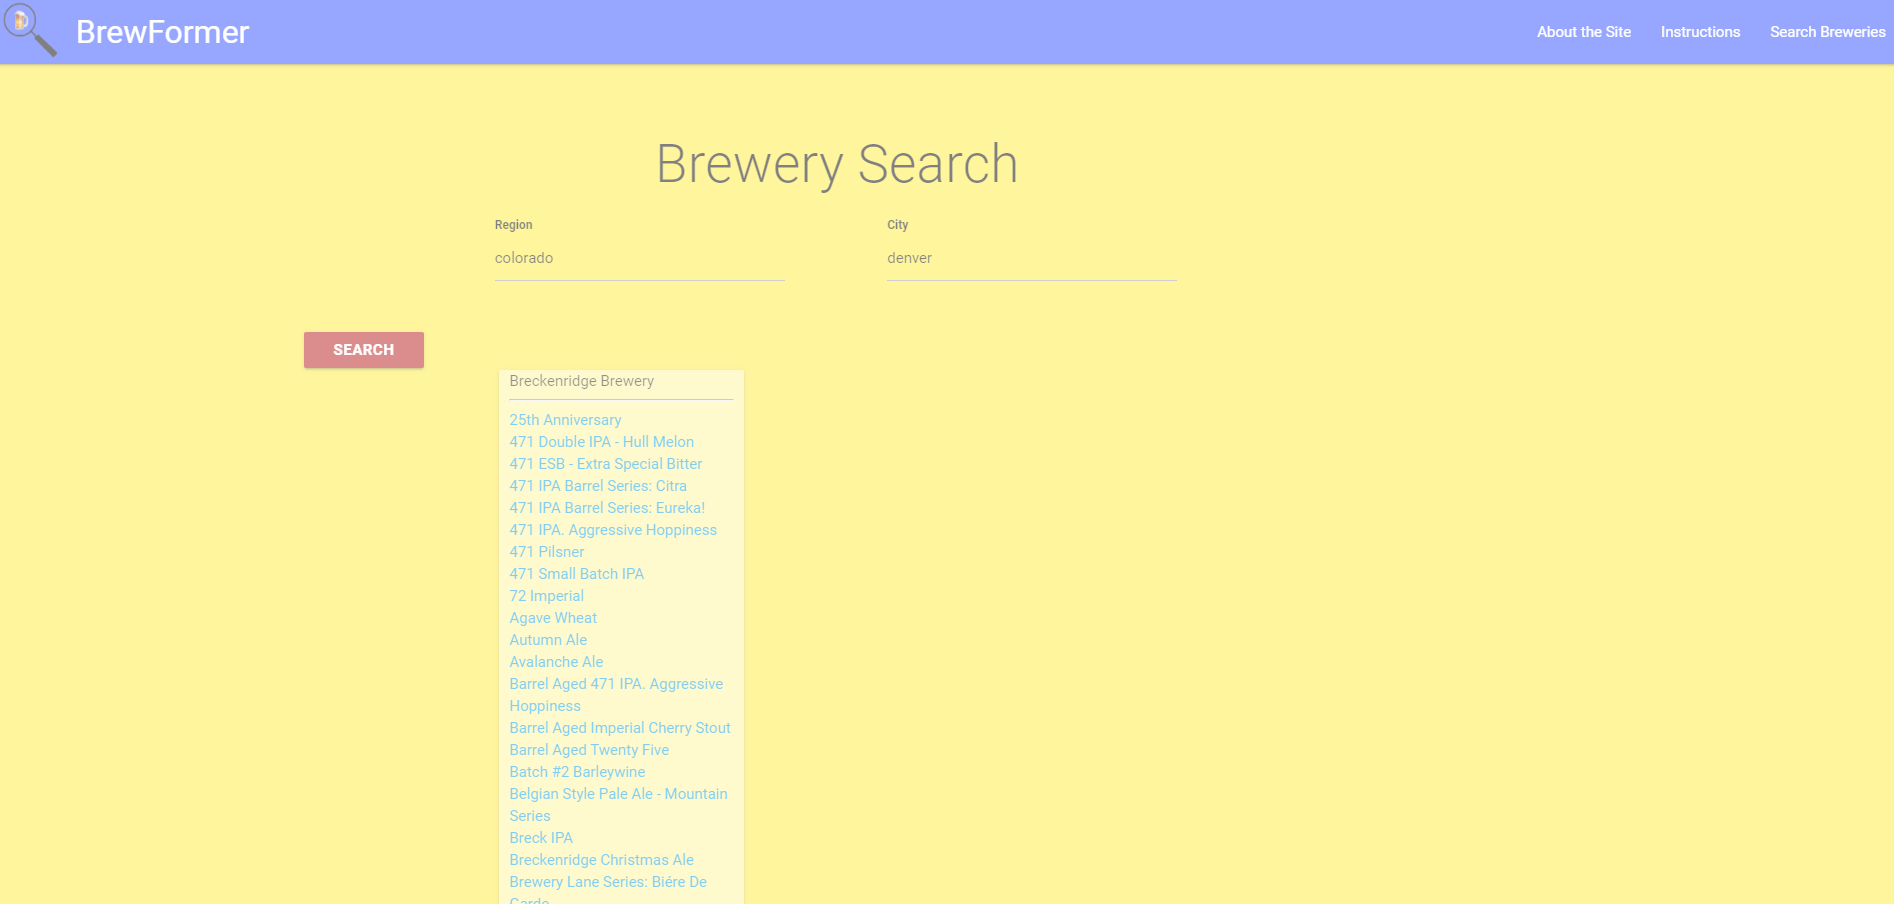 BrewFormer
About the Site
Instructions
Search Breweries
Brewery Search
Region
City
colorado
denver
SEARCH
Breckenridge Brewery
25th Anniversary
471 Double IPA - Hull Melon
471 ESB - Extra Special Bitter
471 IPA Barrel Series: Citra
471 IPA Barrel Series: Eureka!
471 IPA. Aggressive Hoppiness
471 Pilsner
471 Small Batch IPA
72 Imperial
Agave Wheat
Autumn Ale
Avalanche Ale
Barrel Aged 471 IPA. Aggressive
Hoppiness
Barrel Aged Imperial Cherry Stout
Barrel Aged Twenty Five
Batch #2 Barleywine
Belgian Style Pale Ale - Mountain
Series
Breck IPA
Breckenridge Christmas Ale
Brewery Lane Series: Biére De